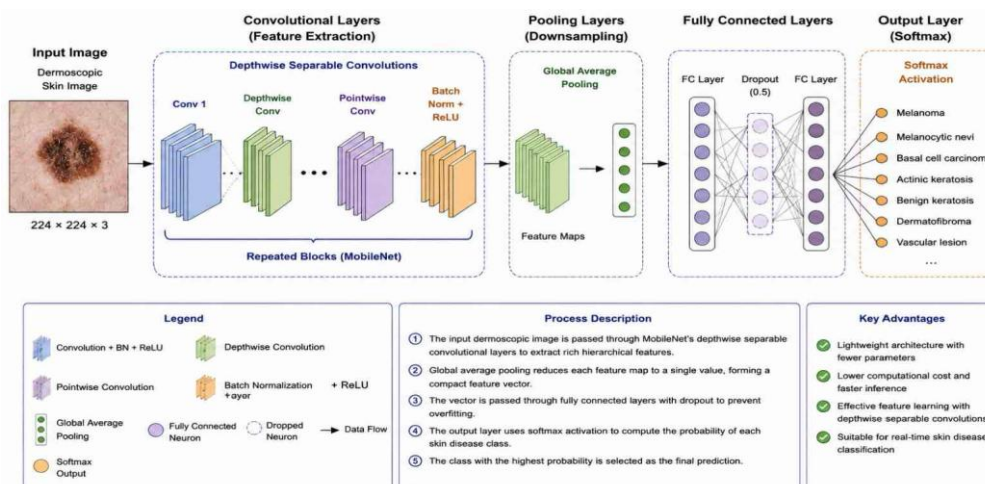 Convolutional Layers
(Feature Extraction)
Pooling Layers
(Downsampling)
Fully Connected Layers
Output Layer
(Softmax)
Input Image
Dermoscopic
Skin Image
224 × 224 × 3
Depthwise Separable Convolutions
Conv 1
Depthwise
Conv
Pointwise
Conv
Batch
Norm +
ReLU
Repeated Blocks (MobileNet)
Global Average
Pooling
Feature Maps
FC Layer
Dropout
(0.5)
FC Layer
Softmax
Activation
Melanoma
Melanocytic nevi
Basal cell carcinom
Actinic keratosis
Benign keratosis
Dermatofibroma
Vascular lesion
...
Legend
Convolution + BN + ReLU
Depthwise Convolution
Pointwise Convolution
Batch Normalization + ReLU
+ayer
Global Average
Pooling
Fully Connected
Neuron
Dropped
Neuron
Data Flow
Softmax
Output
Process Description
1 The input dermoscopic image is passed through MobileNet's depthwise separable
convolutional layers to extract rich hierarchical features.
2 Global average pooling reduces each feature map to a single value, forming a
compact feature vector.
3 The vector is passed through fully connected layers with dropout to prevent
overfitting.
4 The output layer uses softmax activation to compute the probability of each
skin disease class.
5 The class with the highest probability is selected as the final prediction.
Key Advantages
Lightweight architecture with
fewer parameters
Lower computational cost and
faster inference
Effective feature learning with
depthwise separable convolutions
Suitable for real-time skin disease
classification